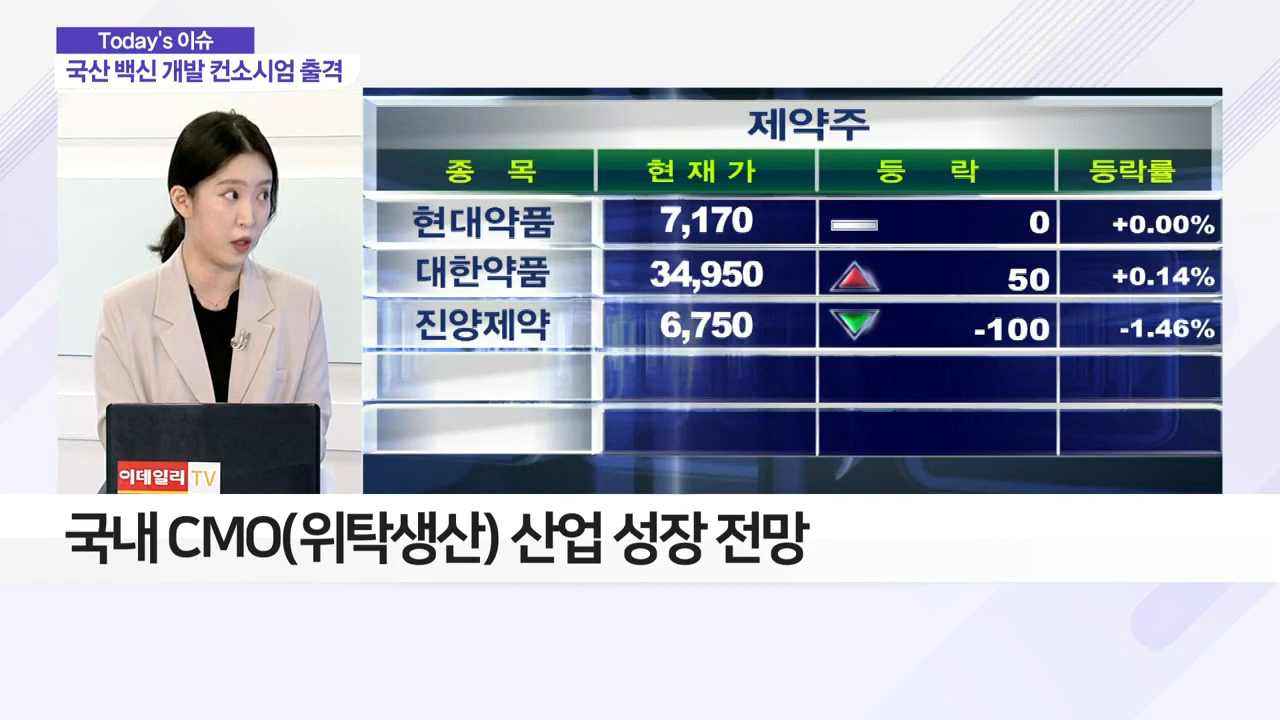 Today's 이슈
국산 백신 개발 컨소시엄 출격
제약주
종 목 현재가 등 락 등락률
현대약품 7,170 0 +0.00%
대한약품 34,950 50 +0.14%
진양제약 6,750 -100 -1.46%
이데일리 TV
국내 CMO(위탁생산) 산업 성장 전망